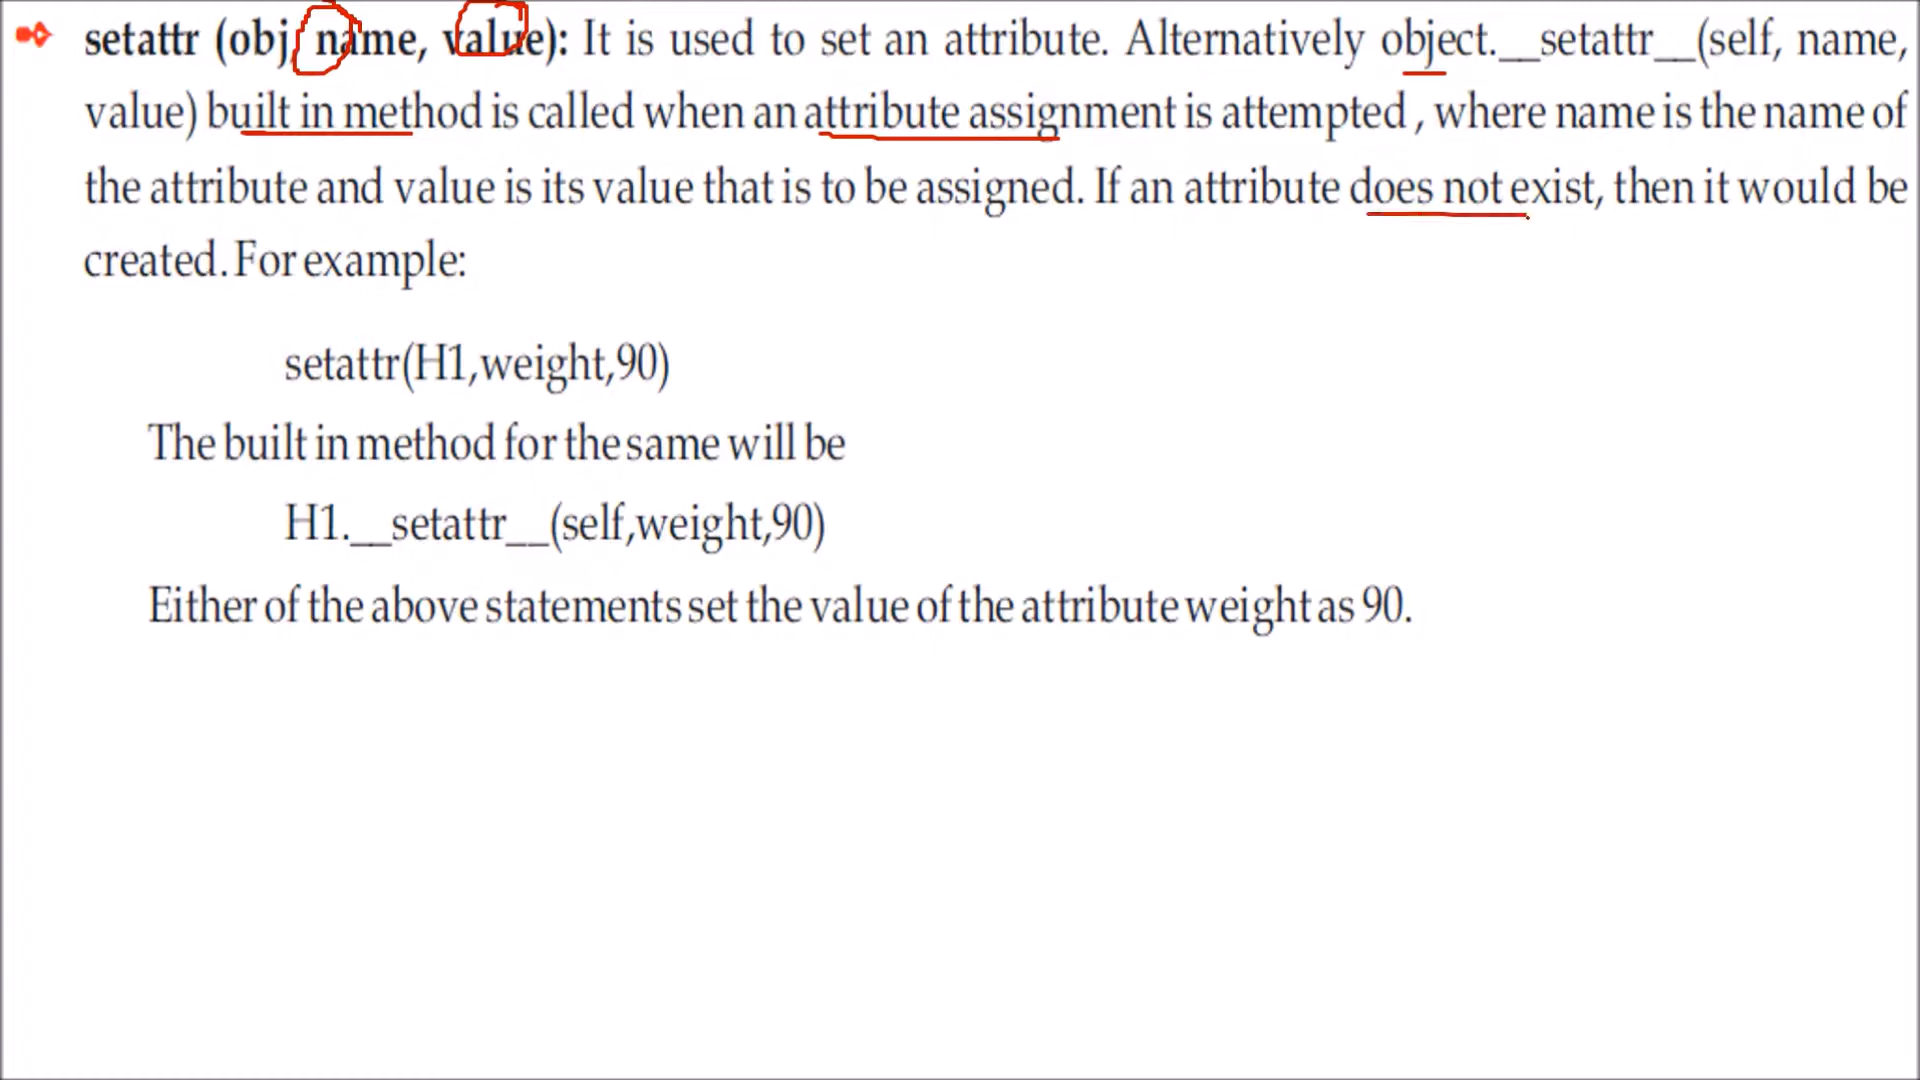 setattr (obj, name, value): It is used to set an attribute. Alternatively object.__setattr__(self, name,
value) built in method is called when an attribute assignment is attempted , where name is the name of
the attribute and value is its value that is to be assigned. If an attribute does not exist, then it would be
created. For example:
setattr(H1,weight,90)
The built in method for the same will be
H1.__setattr__(self,weight,90)
Either of the above statements set the value of the attribute weight as 90.